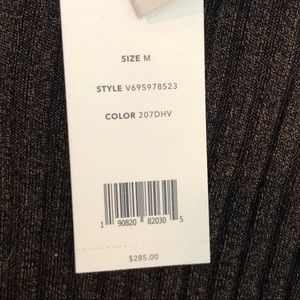 SIZE M
STYLE V695978523
COLOR 207DHV
1 90820 82030 5
$285.00